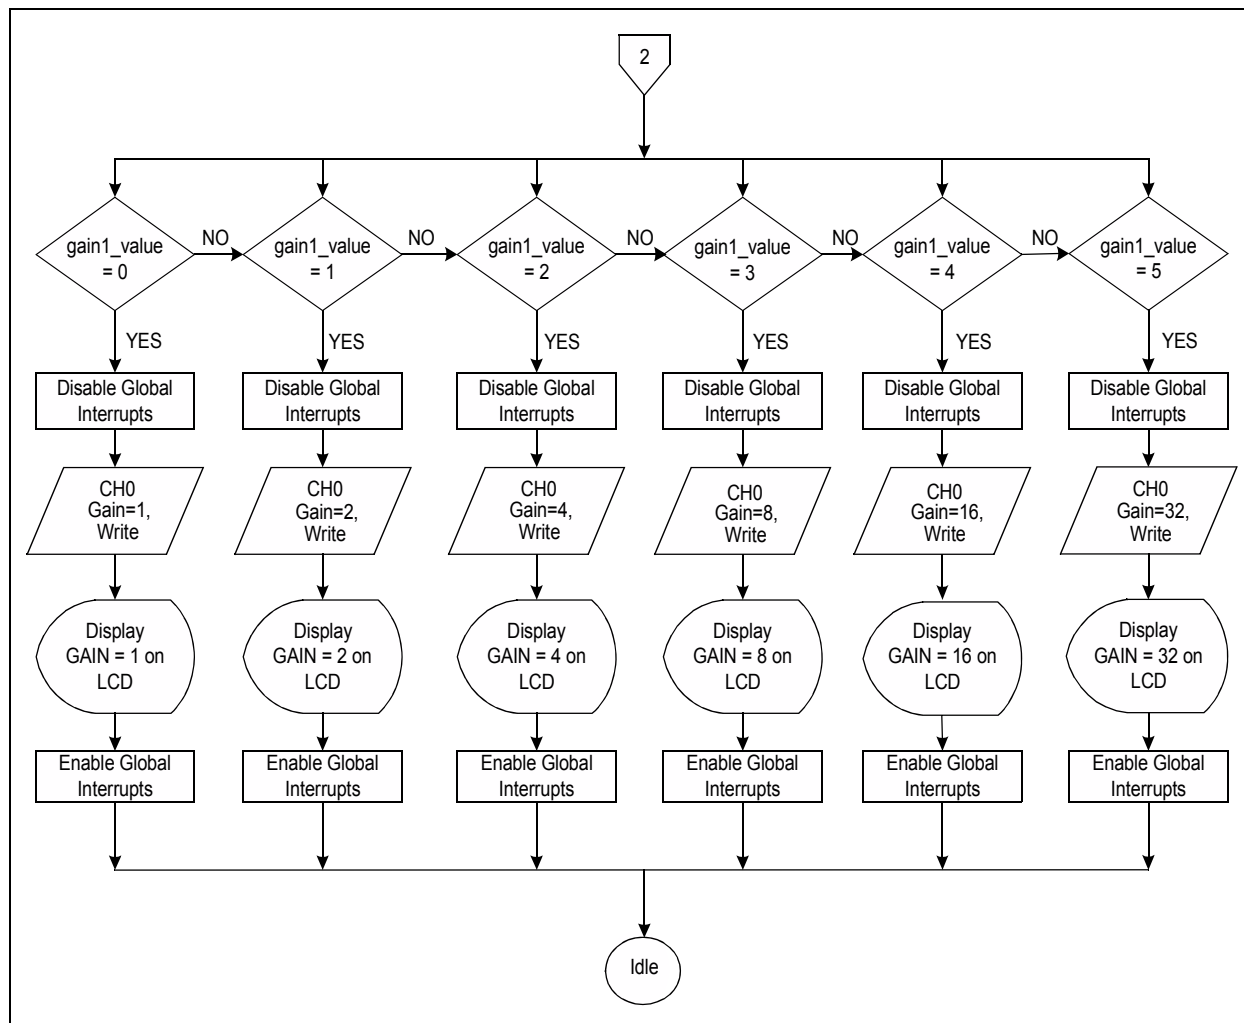 2
gain1_value
= 0
NO
gain1_value
= 1
NO
gain1_value
= 2
NO
gain1_value
= 3
NO
gain1_value
= 4
NO
gain1_value
= 5
YES
YES
YES
YES
YES
YES
Disable Global
Interrupts
Disable Global
Interrupts
Disable Global
Interrupts
Disable Global
Interrupts
Disable Global
Interrupts
Disable Global
Interrupts
CH0
Gain=1,
Write
CH0
Gain=2,
Write
CH0
Gain=4,
Write
CH0
Gain=8,
Write
CH0
Gain=16,
Write
CH0
Gain=32,
Write
Display
GAIN = 1 on
LCD
Display
GAIN = 2 on
LCD
Display
GAIN = 4 on
LCD
Display
GAIN = 8 on
LCD
Display
GAIN = 16 on
LCD
Display
GAIN = 32 on
LCD
Enable Global
Interrupts
Enable Global
Interrupts
Enable Global
Interrupts
Enable Global
Interrupts
Enable Global
Interrupts
Enable Global
Interrupts
Idle